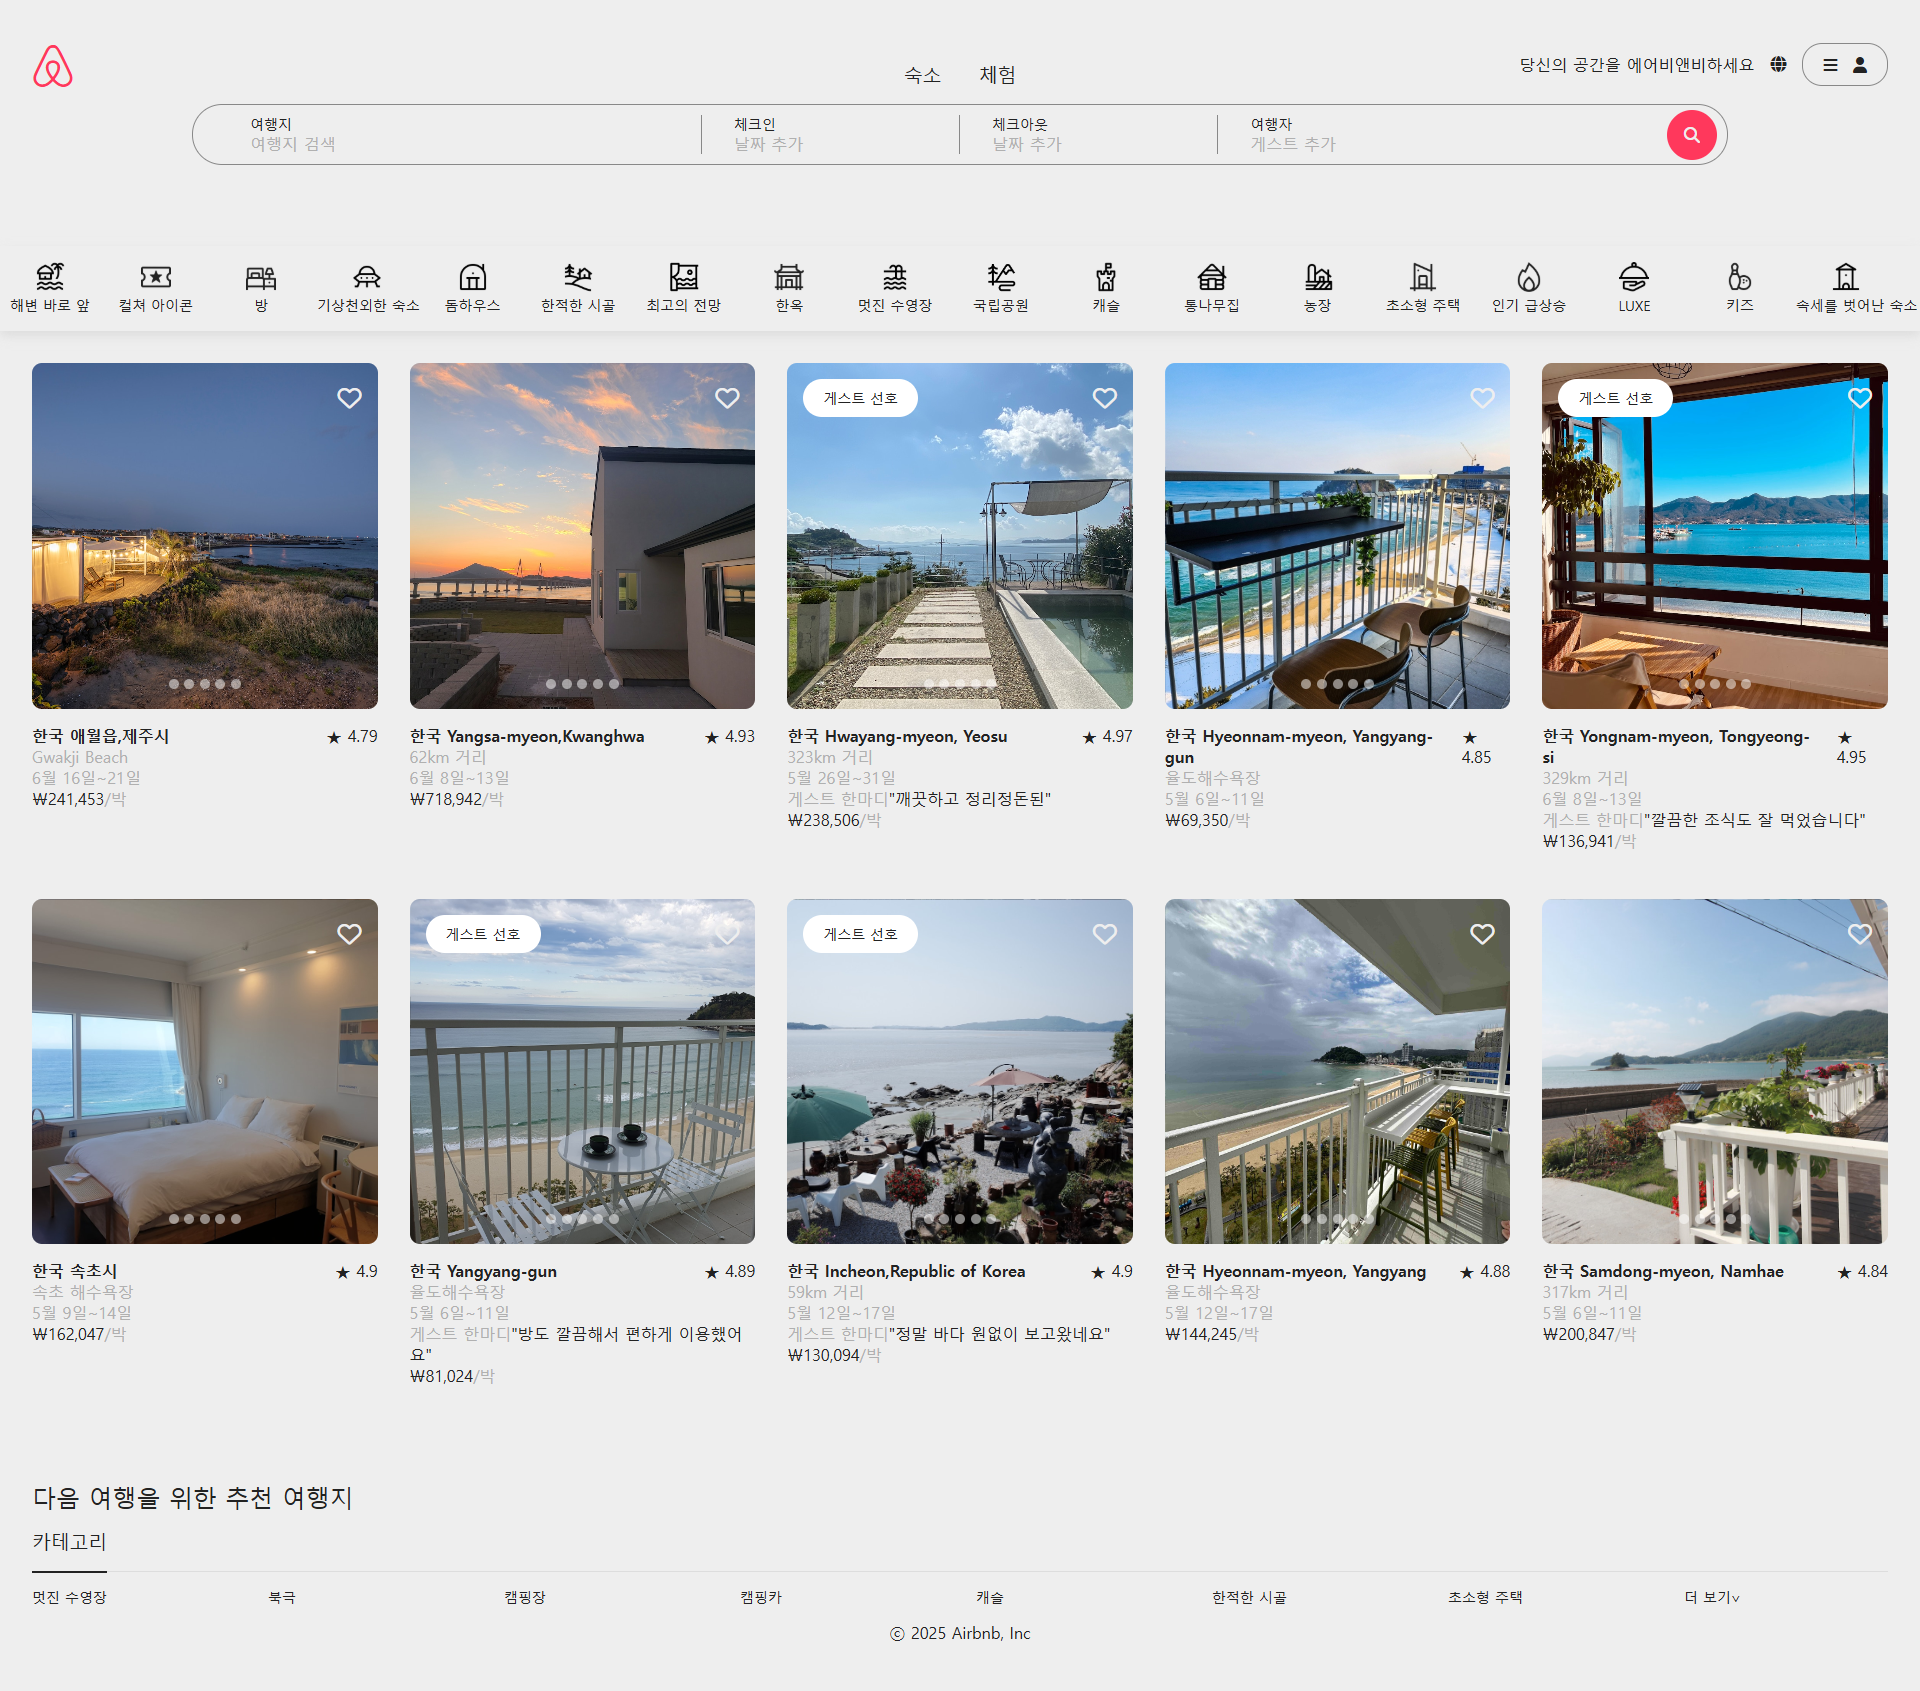 숙소 체험
당신의 공간을 에어비앤비하세요
여행지
여행지 검색
체크인
날짜 추가
체크아웃
날짜 추가
여행자
게스트 추가
해변 바로 앞
컬쳐 아이콘
방
기상천외한 숙소
돔하우스
한적한 시골
최고의 전망
한옥
멋진 수영장
국립공원
캐슬
통나무집
농장
초소형 주택
인기 급상승
LUXE
키즈
속세를 벗어난 숙소
한국 애월읍,제주시 ★ 4.79
Gwakji Beach
6월 16일~21일
₩241,453/박
한국 Yangsa-myeon,Kwanghwa ★ 4.93
62km 거리
6월 8일~13일
₩718,942/박
게스트 선호
한국 Hwayang-myeon, Yeosu ★ 4.97
323km 거리
5월 26일~31일
게스트 한마디"깨끗하고 정리정돈된"
₩238,506/박
한국 Hyeonnam-myeon, Yangyang-
gun
★
4.85
율도해수욕장
5월 6일~11일
₩69,350/박
게스트 선호
한국 Yongnam-myeon, Tongyeong-
si
★
4.95
329km 거리
6월 8일~13일
게스트 한마디"깔끔한 조식도 잘 먹었습니다"
₩136,941/박
한국 속초시 ★ 4.9
속초 해수욕장
5월 9일~14일
₩162,047/박
게스트 선호
한국 Yangyang-gun ★ 4.89
율도해수욕장
5월 6일~11일
게스트 한마디"방도 깔끔해서 편하게 이용했어
요"
₩81,024/박
게스트 선호
한국 Incheon,Republic of Korea ★ 4.9
59km 거리
5월 12일~17일
게스트 한마디"정말 바다 원없이 보고왔네요"
₩130,094/박
한국 Hyeonnam-myeon, Yangyang ★ 4.88
율도해수욕장
5월 12일~17일
₩144,245/박
한국 Samdong-myeon, Namhae ★ 4.84
317km 거리
5월 6일~11일
₩200,847/박
다음 여행을 위한 추천 여행지
카테고리
멋진 수영장
북극
캠핑장
캠핑카
캐슬
한적한 시골
초소형 주택
더 보기v
ⓒ 2025 Airbnb, Inc